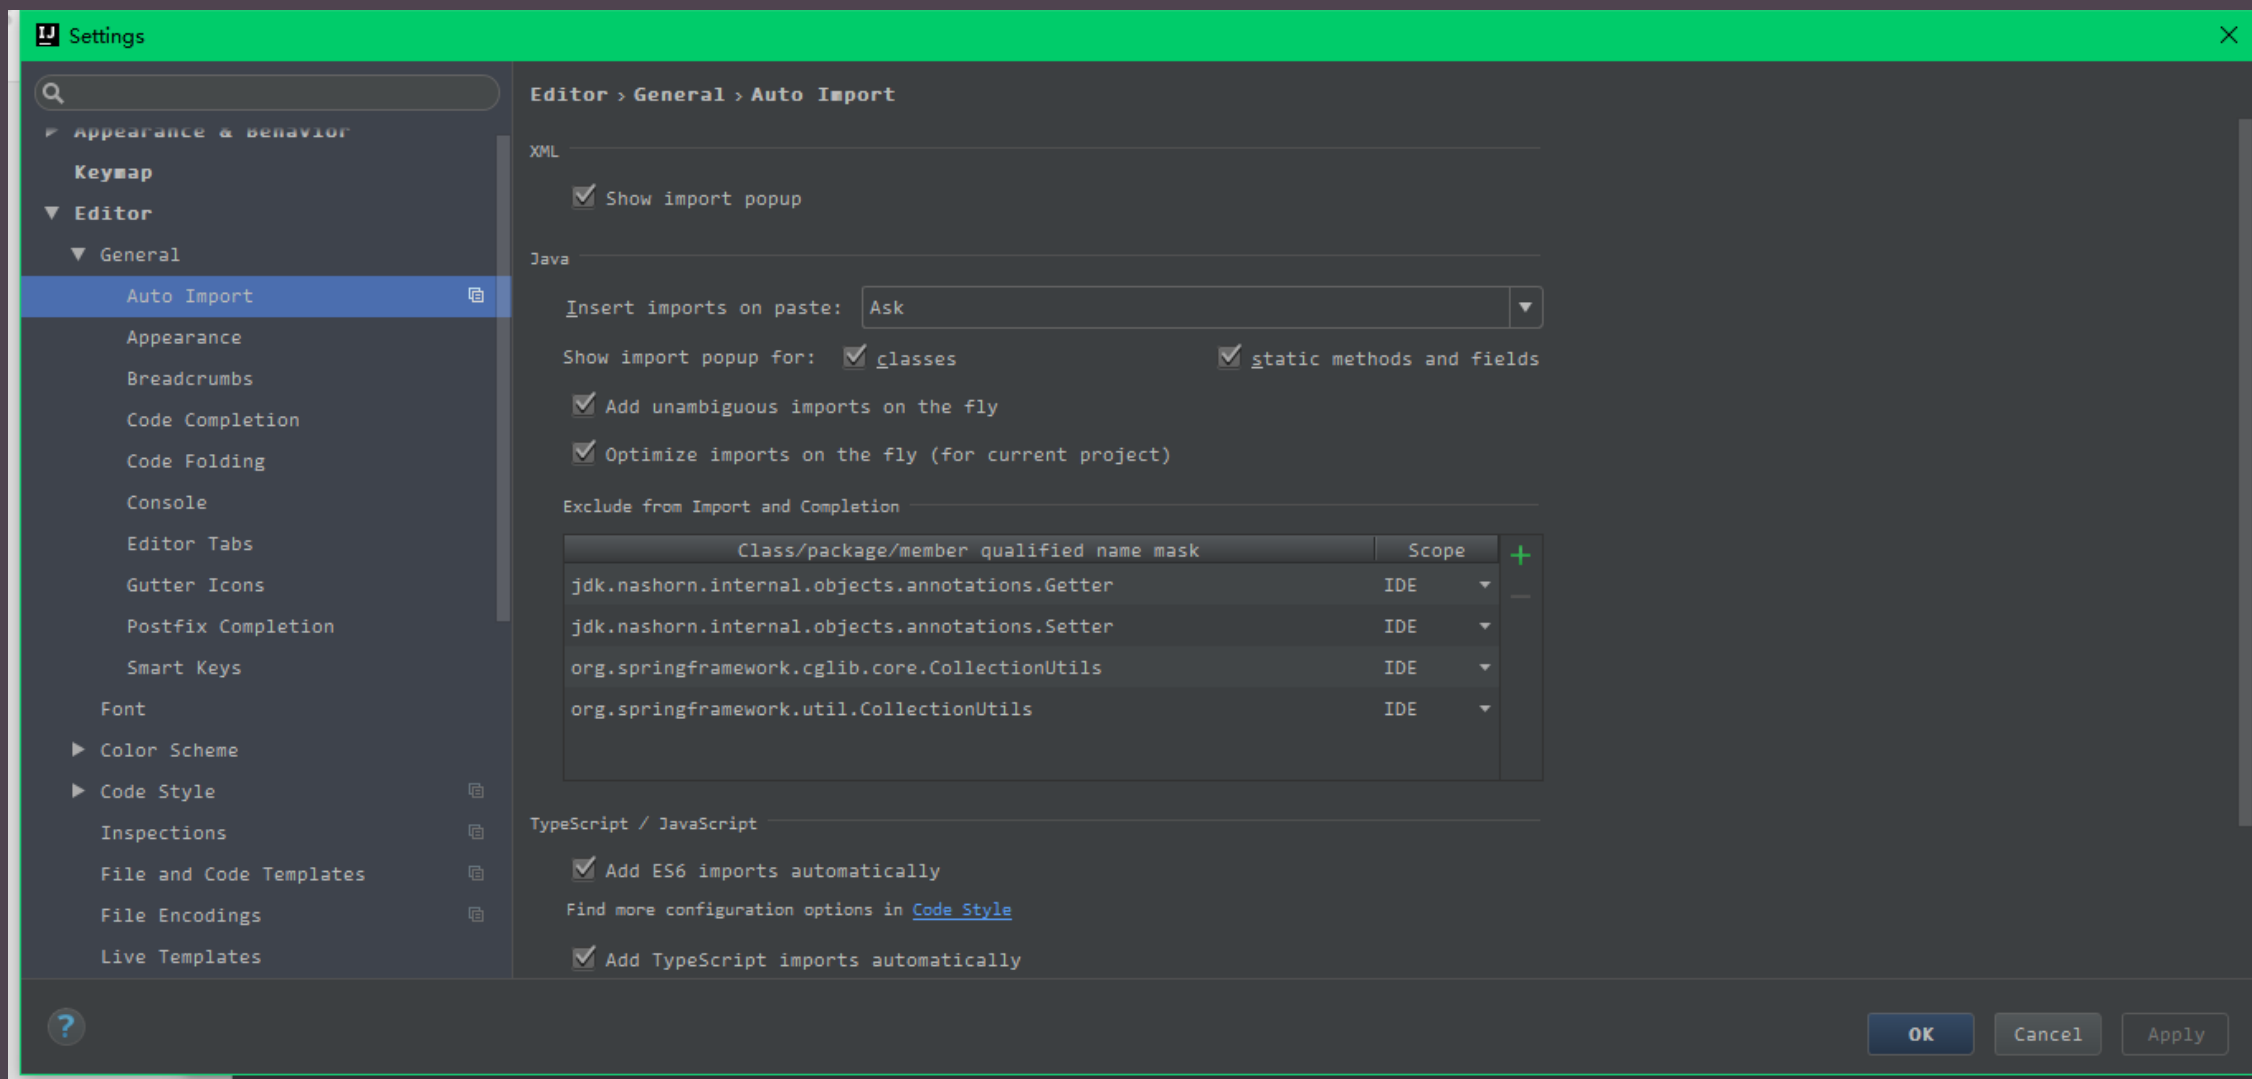 IJ Settings
Appearance & Behavior
Keymap
Editor
General
Auto Import
Appearance
Breadcrumbs
Code Completion
Code Folding
Console
Editor Tabs
Gutter Icons
Postfix Completion
Smart Keys
Font
Color Scheme
Code Style
Inspections
File and Code Templates
File Encodings
Live Templates
Editor › General › Auto Import
XML
Show import popup
Java
Insert imports on paste: Ask
Show import popup for: classes static methods and fields
Add unambiguous imports on the fly
Optimize imports on the fly (for current project)
Exclude from Import and Completion
Class/package/member qualified name mask Scope
jdk.nashorn.internal.objects.annotations.Getter IDE
jdk.nashorn.internal.objects.annotations.Setter IDE
org.springframework.cglib.core.CollectionUtils IDE
org.springframework.util.CollectionUtils IDE
TypeScript / JavaScript
Add ES6 imports automatically
Find more configuration options in Code Style
Add TypeScript imports automatically
? OK Cancel Apply